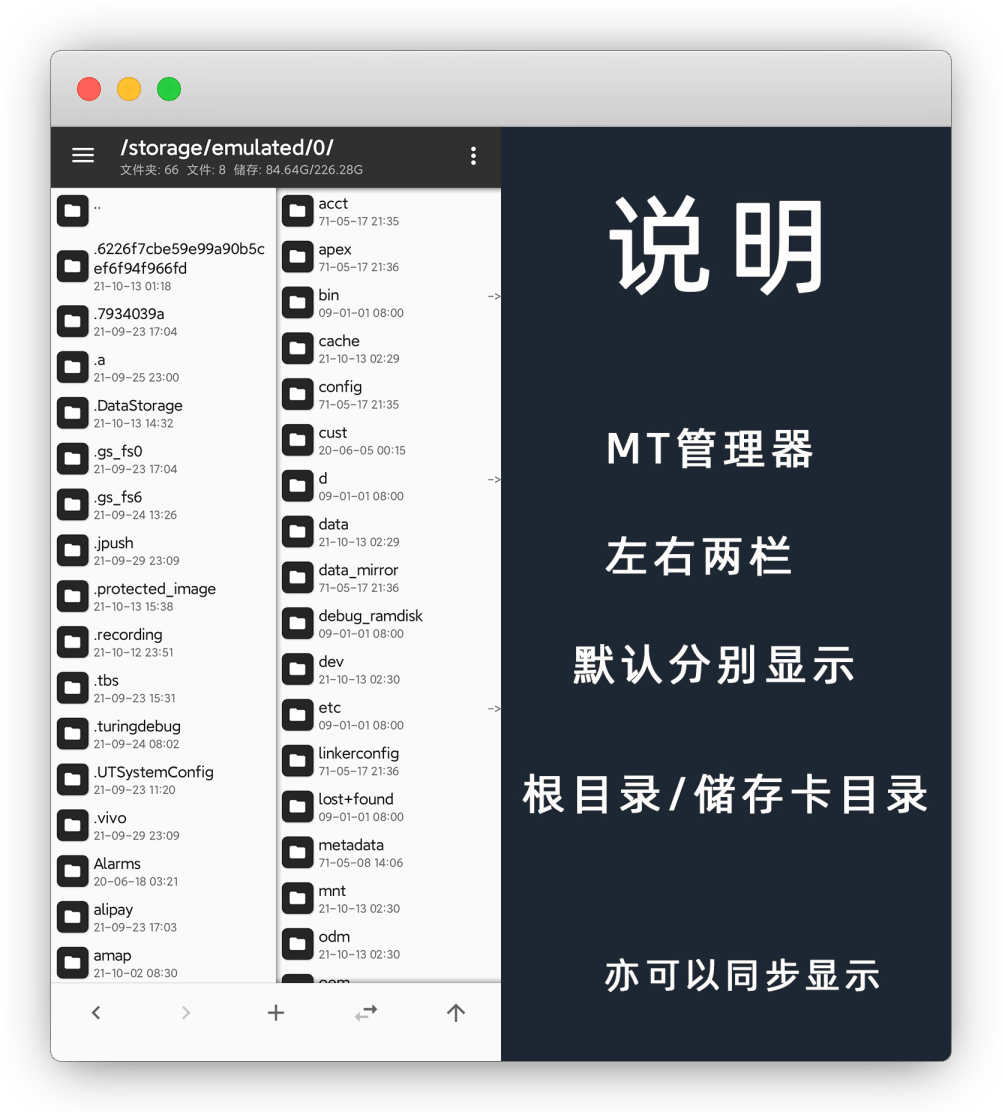 /storage/emulated/0/
文件夹: 66 文件: 8 储存: 84.64G/226.28G
..
.6226f7cbe59e99a90b5c
ef6f94f966fd
21-10-13 01:18
.7934039a
21-09-23 17:04
.a
21-09-25 23:00
.DataStorage
21-10-13 14:32
.gs_fs0
21-09-23 17:04
.gs_fs6
21-09-24 13:26
.jpush
21-09-29 23:09
.protected_image
21-10-13 15:38
.recording
21-10-12 23:51
.tbs
21-09-23 15:31
.turingdebug
21-09-24 08:02
.UTSystemConfig
21-09-23 11:20
.vivo
21-09-29 23:09
Alarms
20-06-18 03:21
alipay
21-09-23 17:03
amap
21-10-02 08:30
acct
71-05-17 21:35
apex
71-05-17 21:36
bin
->
09-01-01 08:00
cache
21-10-13 02:29
config
71-05-17 21:35
cust
20-06-05 00:15
d
->
09-01-01 08:00
data
21-10-13 02:29
data_mirror
71-05-17 21:36
debug_ramdisk
09-01-01 08:00
dev
21-10-13 02:30
etc
->
09-01-01 08:00
linkerconfig
71-05-17 21:36
lost+found
09-01-01 08:00
metadata
71-05-08 14:06
mnt
21-10-13 02:30
odm
21-10-13 02:30
说明
MT管理器
左右两栏
默认分别显示
根目录/储存卡目录
亦可以同步显示